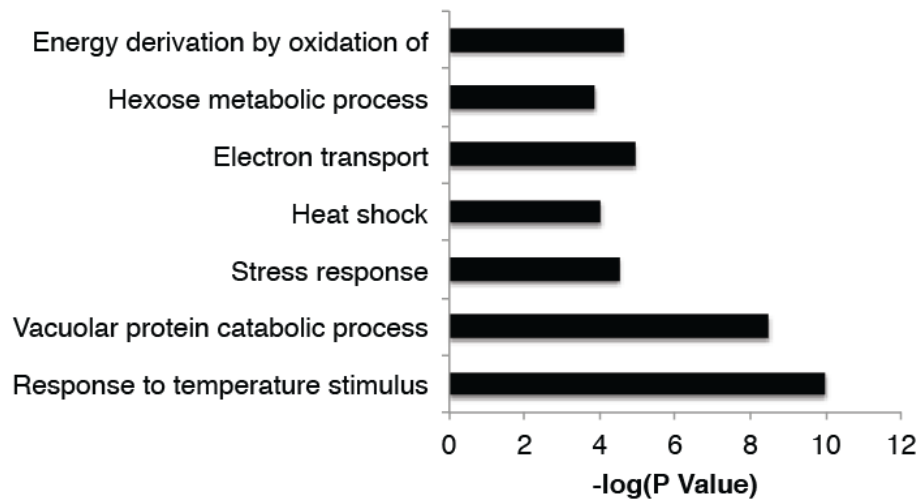 Energy derivation by oxidation of
Hexose metabolic process
Electron transport
Heat shock
Stress response
Vacuolar protein catabolic process
Response to temperature stimulus
0 2 4 6 8 10 12
-log(P Value)